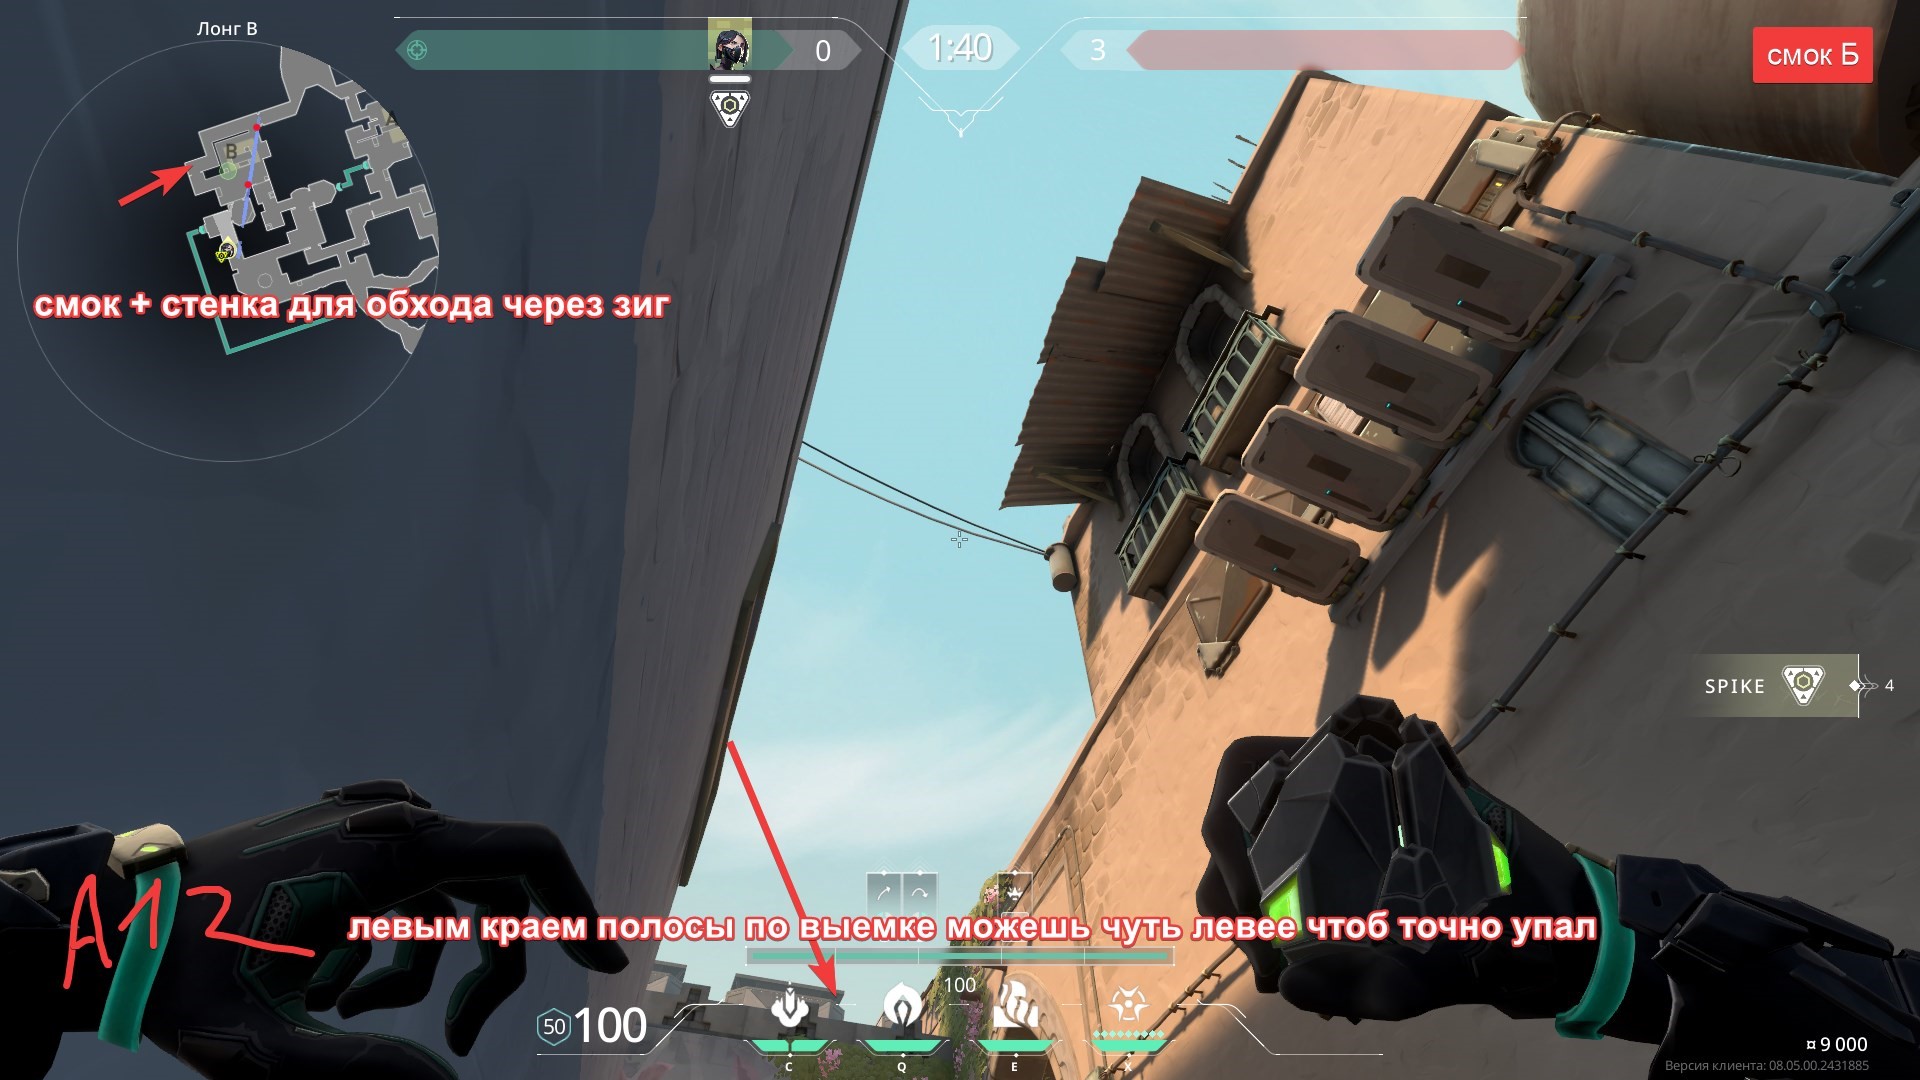 Лонг В
0
1:40
3
смок Б
A
B
смок + стенка для обхода через зиг
SPIKE
4
А12
левым краем полосы по выемке можешь чуть левее чтоб точно упал
100
50
100
C
Q
E
X
¤ 9 000
Версия клиента: 08.05.00.2431885